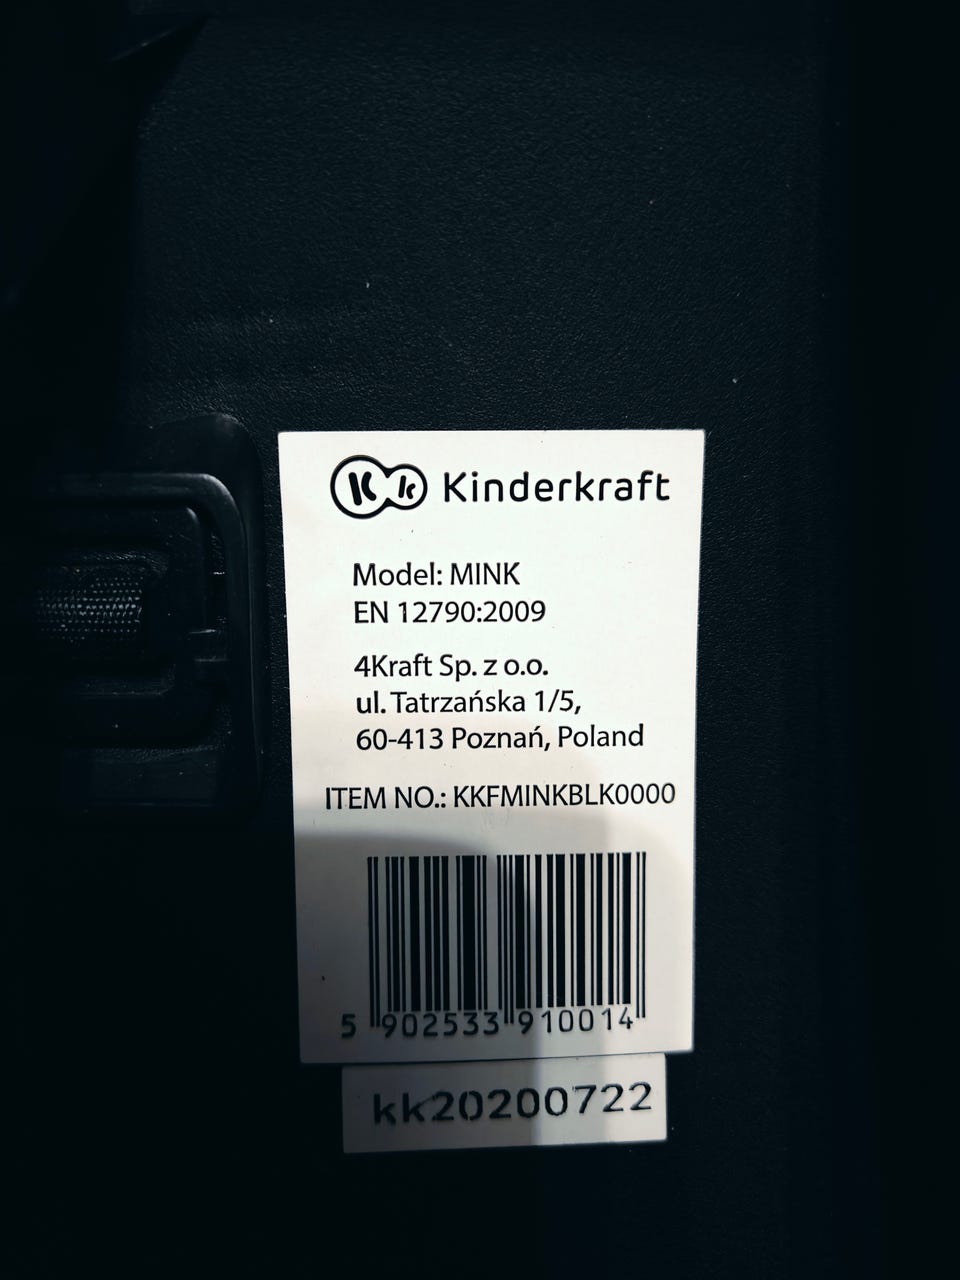 Kk Kinderkraft
Model: MINK
EN 12790:2009
4Kraft Sp. z o.o.
ul. Tatrzańska 1/5,
60-413 Poznań, Poland
ITEM NO.: KKFMINKBLK0000
5 902533 910014
kk20200722